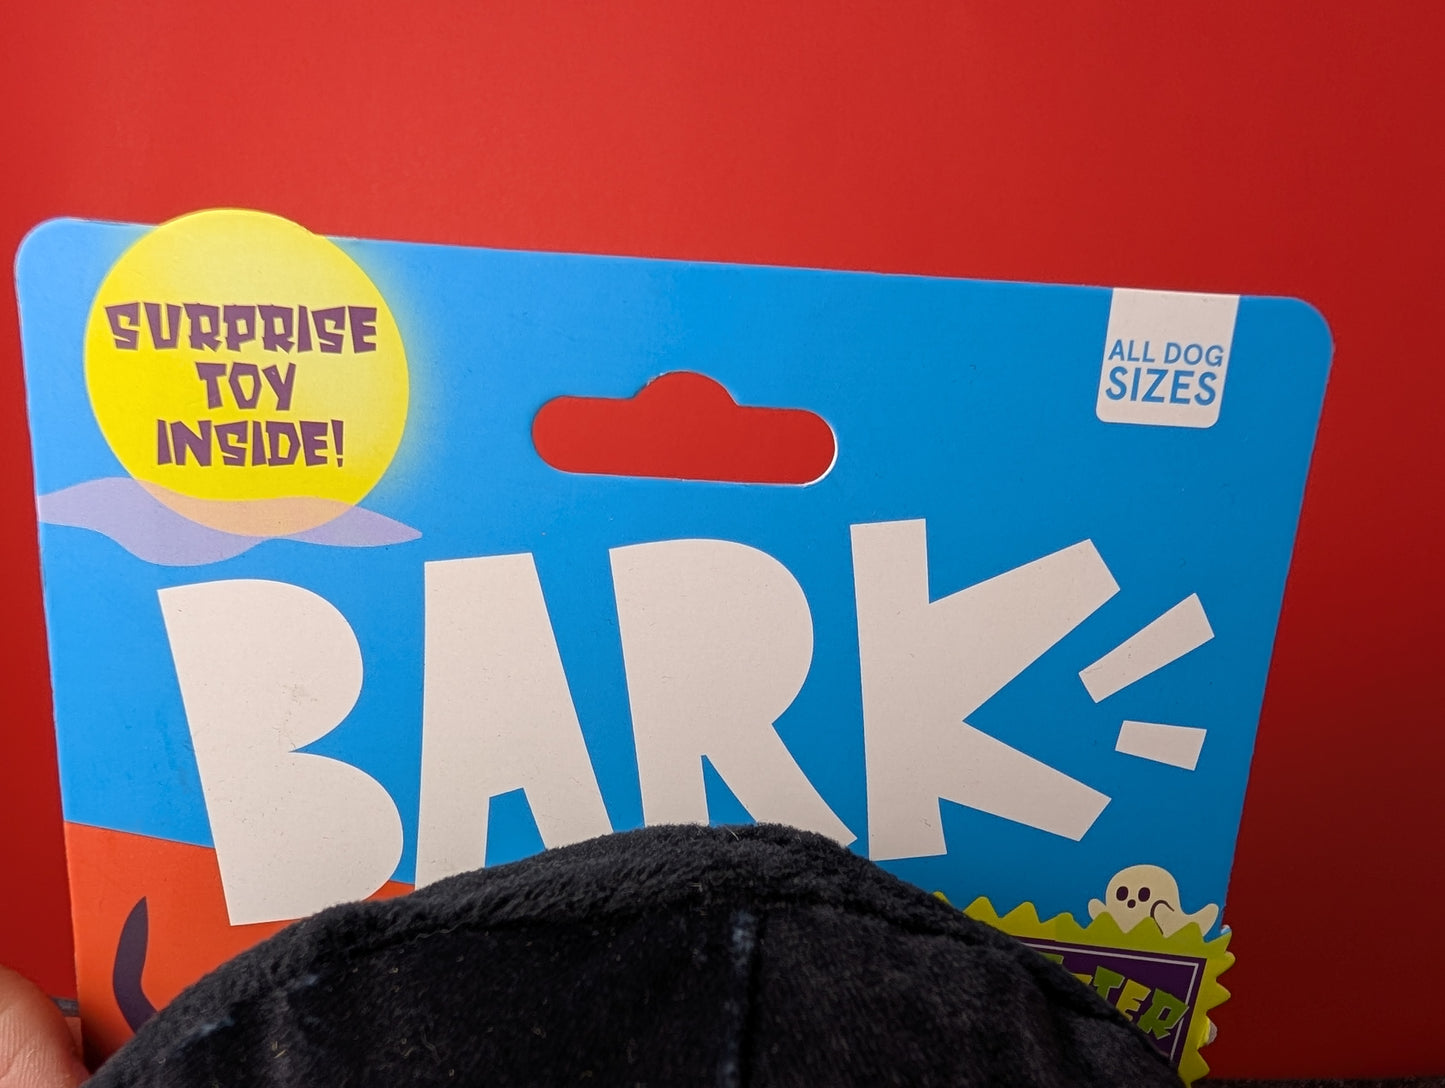 SURPRISE
TOY
INSIDE!
ALL DOG
SIZES
BARK